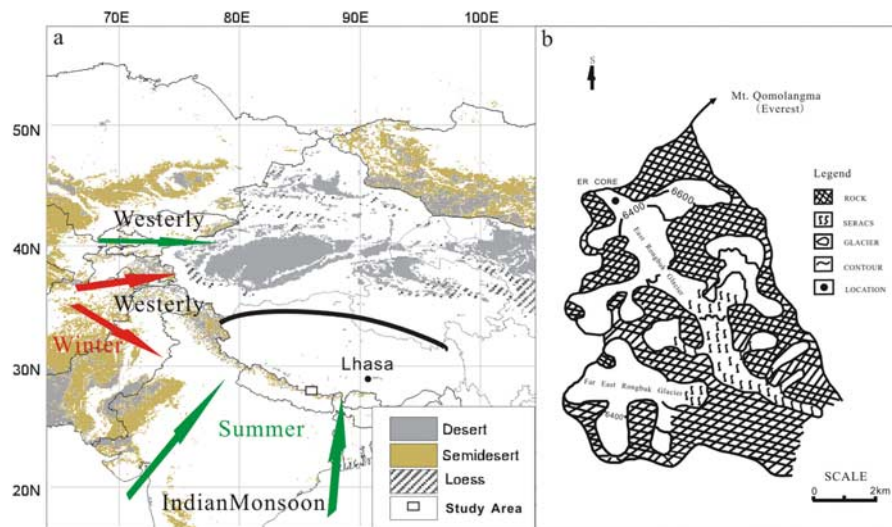 70E 80E 90E 100E
a
50N
40N
30N
20N
Westerly
Westerly
Winter
Lhasa
Summer
IndianMonsoon
Desert
Semidesert
Loess
Study Area
b
S
Mt. Qomolangma
(Everest)
ER CORE
6600
6400
East Rongbuk Glacier
Far East Rongbuk Glacier
6400
Legend
ROCK
SERACS
GLACIER
CONTOUR
LOCATION
SCALE
0 2km